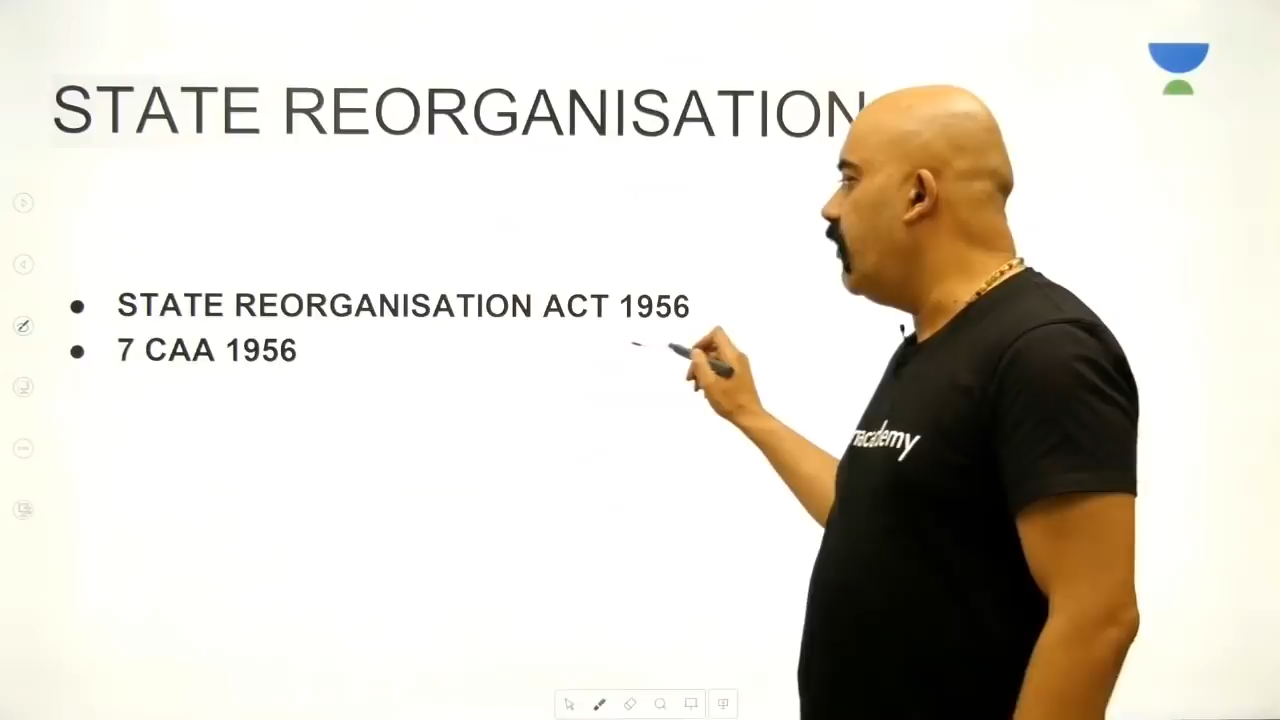 STATE REORGANISATION
● STATE REORGANISATION ACT 1956
● 7 CAA 1956